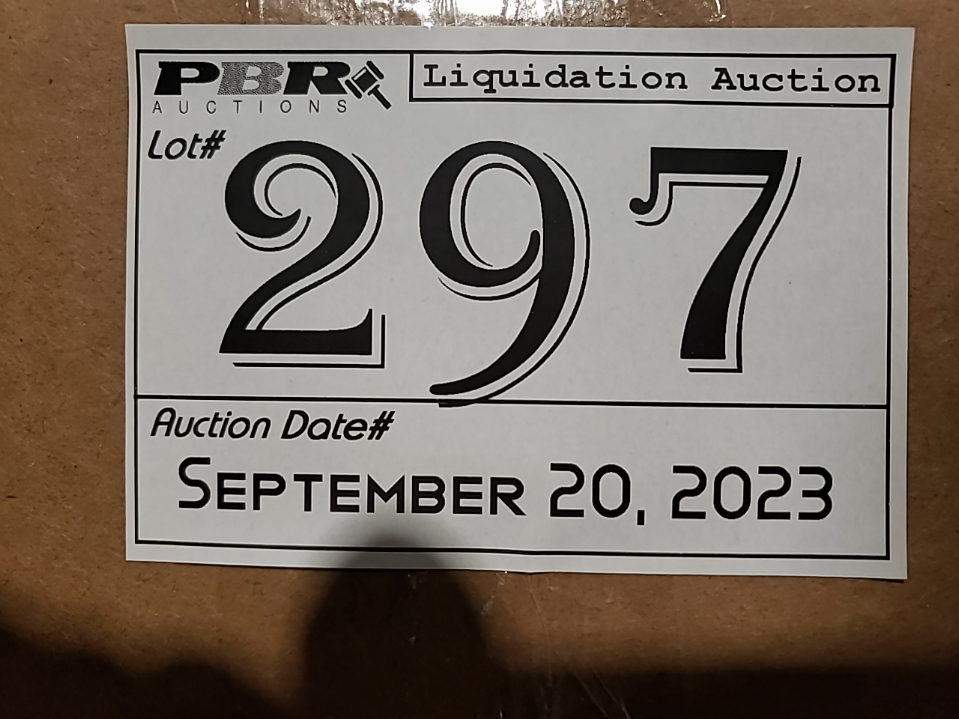 PBR
AUCTIONS
Liquidation Auction
Lot#
297
Auction Date#
September 20, 2023